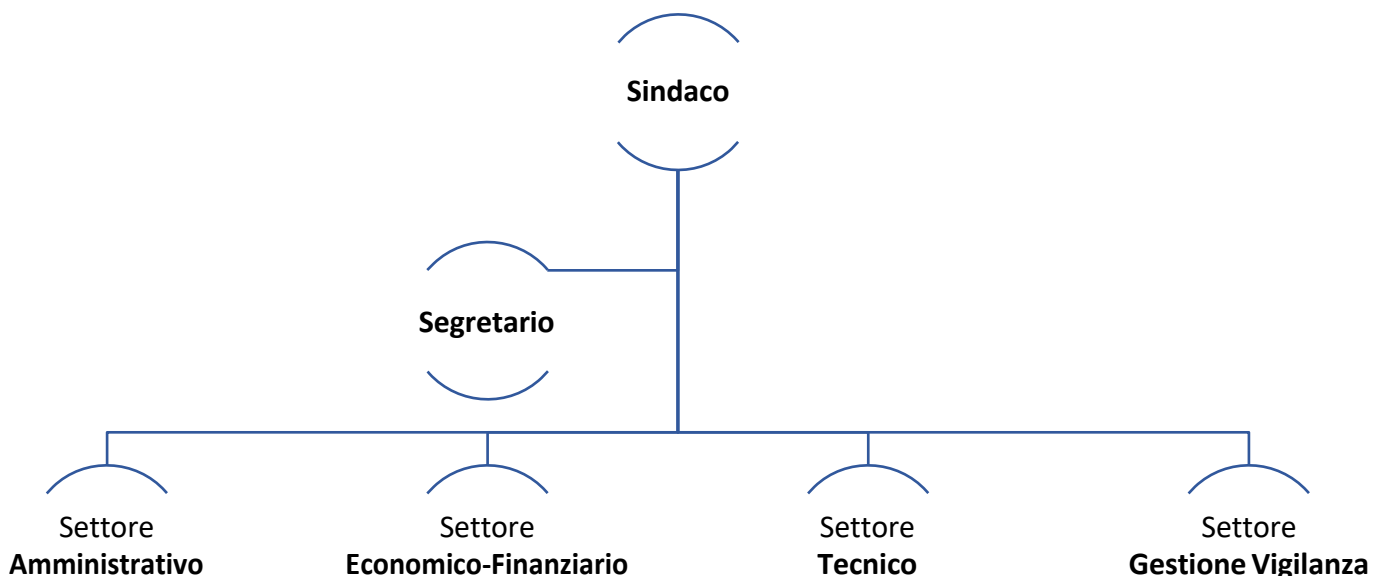 Sindaco
Segretario
Settore
Amministrativo
Settore
Economico-Finanziario
Settore
Tecnico
Settore
Gestione Vigilanza